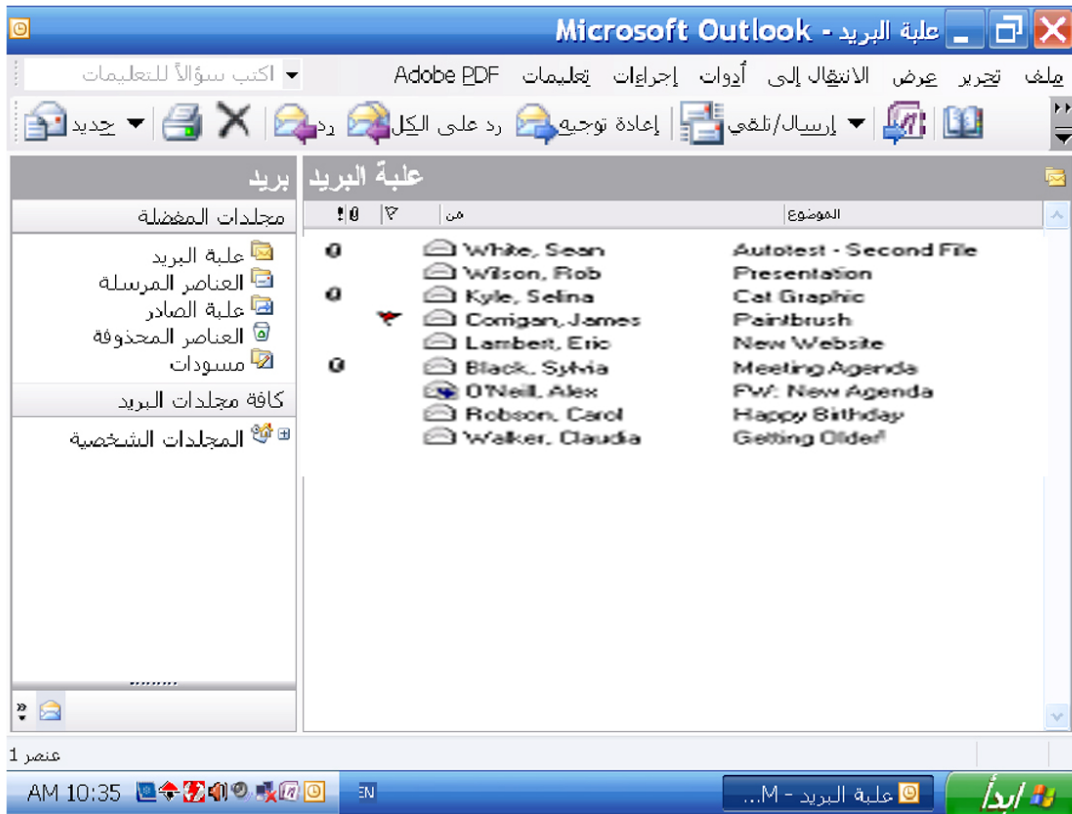 علبة البريد - Microsoft Outlook
ملف تحرير عرض الانتقال إلى أدوات إجراءات تعليمات Adobe PDF
اكتب سؤالاً للتعليمات
جديد رد رد على الكل إعادة توجيه إرسال/تلقي
بريد
مجلدات المفضلة
علبة البريد
العناصر المرسلة
علبة الصادر
العناصر المحذوفة
مسودات
كافة مجلدات البريد
المجلدات الشخصية
علبة البريد
من الموضوع
White, Sean Autotest - Second File
Wilson, Rob Presentation
Kyle, Selina Cat Graphic
Corrigan, James Paintbrush
Lambert, Eric New Website
Black, Sylvia Meeting Agenda
O'Neill, Alex FW: New Agenda
Robson, Carol Happy Birthday
Walker, Claudia Getting Older!
عنصر 1
ابدأ
علبة البريد - M...
EN
AM 10:35